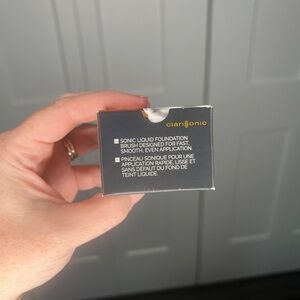 clarisonic
SONIC LIQUID FOUNDATION
BRUSH DESIGNED FOR FAST,
SMOOTH, EVEN APPLICATION.
PINCEAU SONIQUE POUR UNE
APPLICATION RAPIDE, LISSE ET
SANS DÉFAUT DU FOND DE
TEINT LIQUIDE.